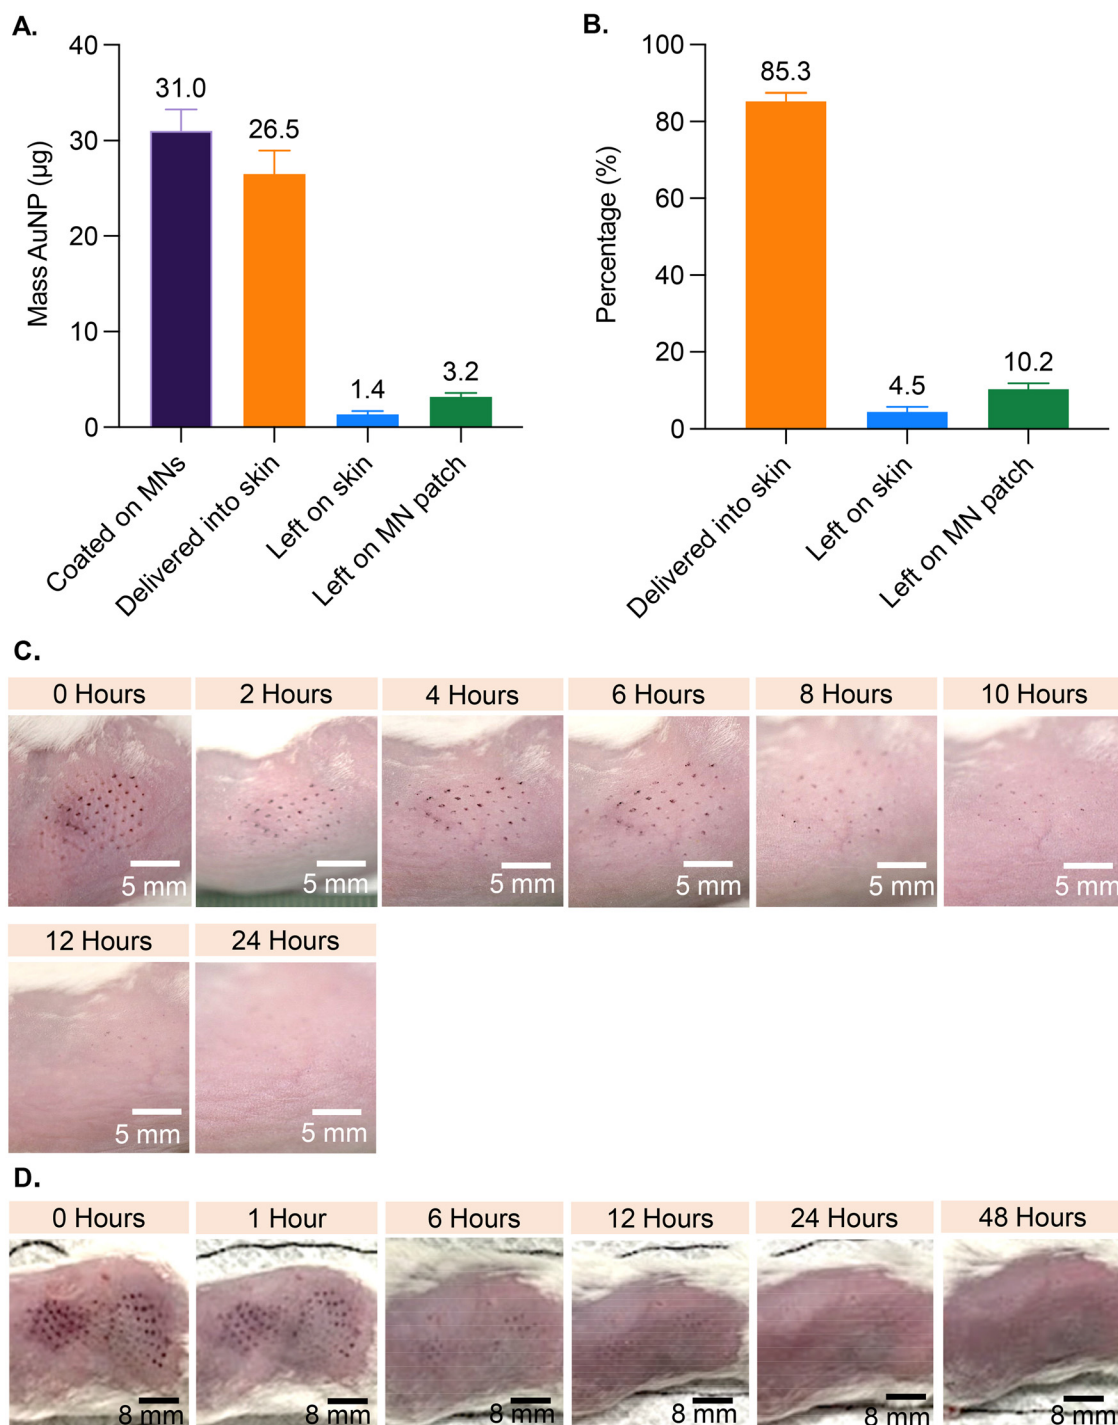 A.
40
30
20
10
0
Mass AuNP (µg)
31.0
26.5
1.4
3.2
Coated on MNs
Delivered into skin
Left on skin
Left on MN patch
B.
100
80
60
40
20
0
Percentage (%)
85.3
4.5
10.2
Delivered into skin
Left on skin
Left on MN patch
C.
0 Hours
2 Hours
4 Hours
6 Hours
8 Hours
10 Hours
5 mm
5 mm
5 mm
5 mm
5 mm
5 mm
12 Hours
24 Hours
5 mm
5 mm
D.
0 Hours
1 Hour
6 Hours
12 Hours
24 Hours
48 Hours
8 mm
8 mm
8 mm
8 mm
8 mm
8 mm